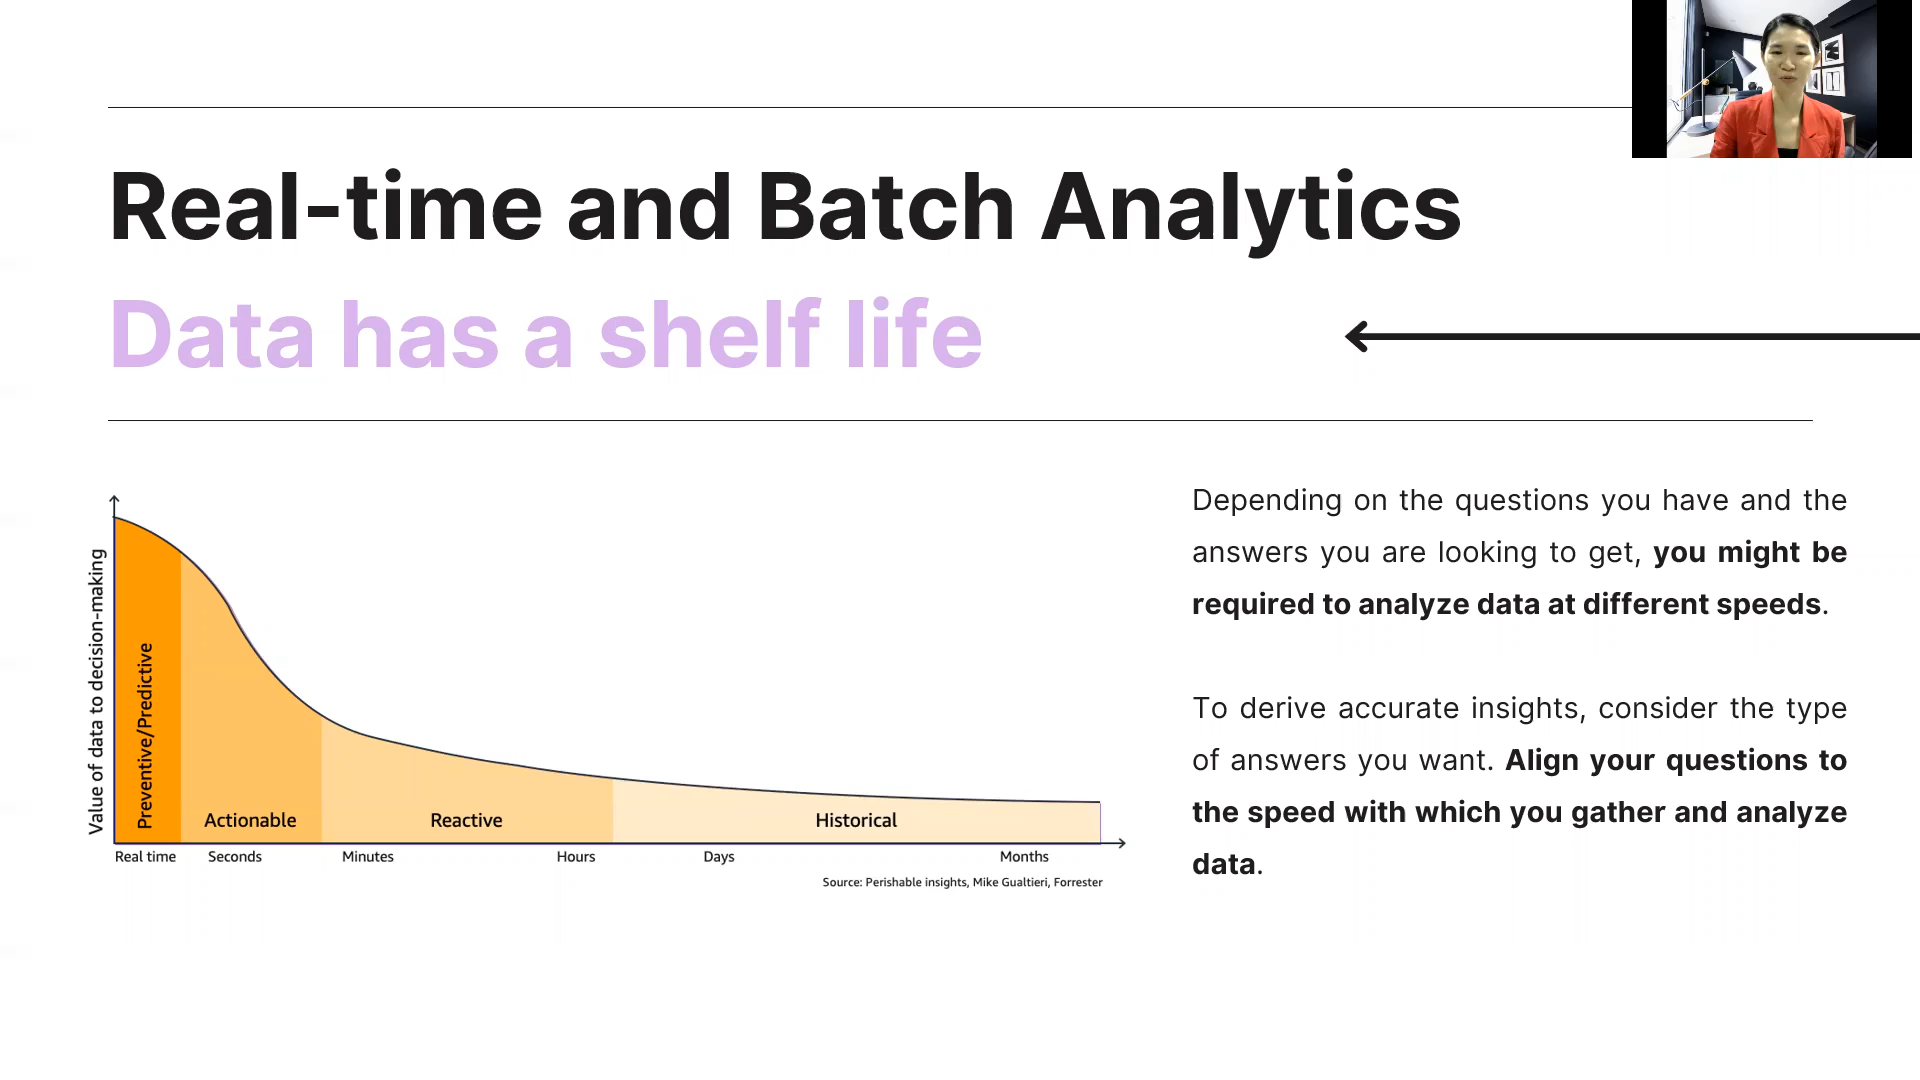 Real-time and Batch Analytics
Data has a shelf life
Value of data to decision-making
Preventive/Predictive
Actionable
Reactive
Historical
Real time
Seconds
Minutes
Hours
Days
Months
Source: Perishable insights, Mike Gualtieri, Forrester
Depending on the questions you have and the
answers you are looking to get, you might be
required to analyze data at different speeds.
To derive accurate insights, consider the type
of answers you want. Align your questions to
the speed with which you gather and analyze
data.